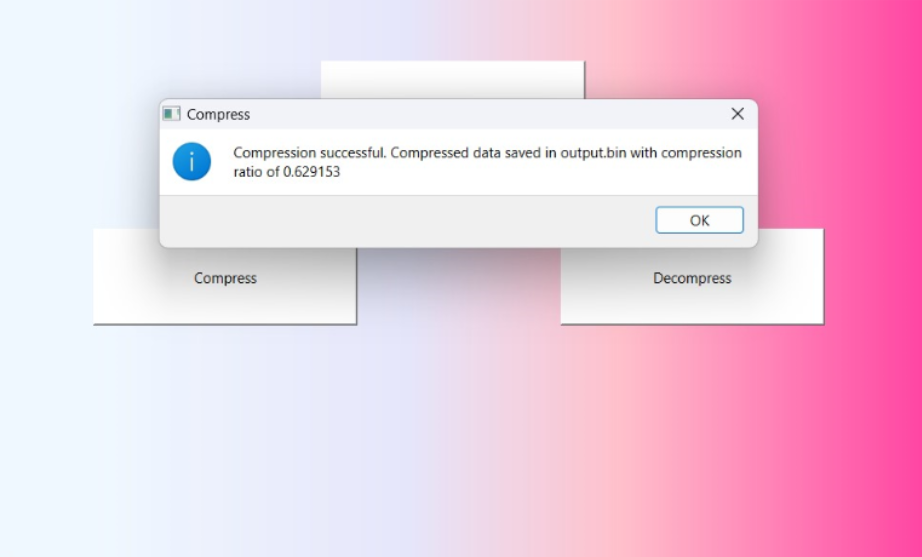 Compress
Compression successful. Compressed data saved in output.bin with compression
ratio of 0.629153
OK
Compress
Decompress